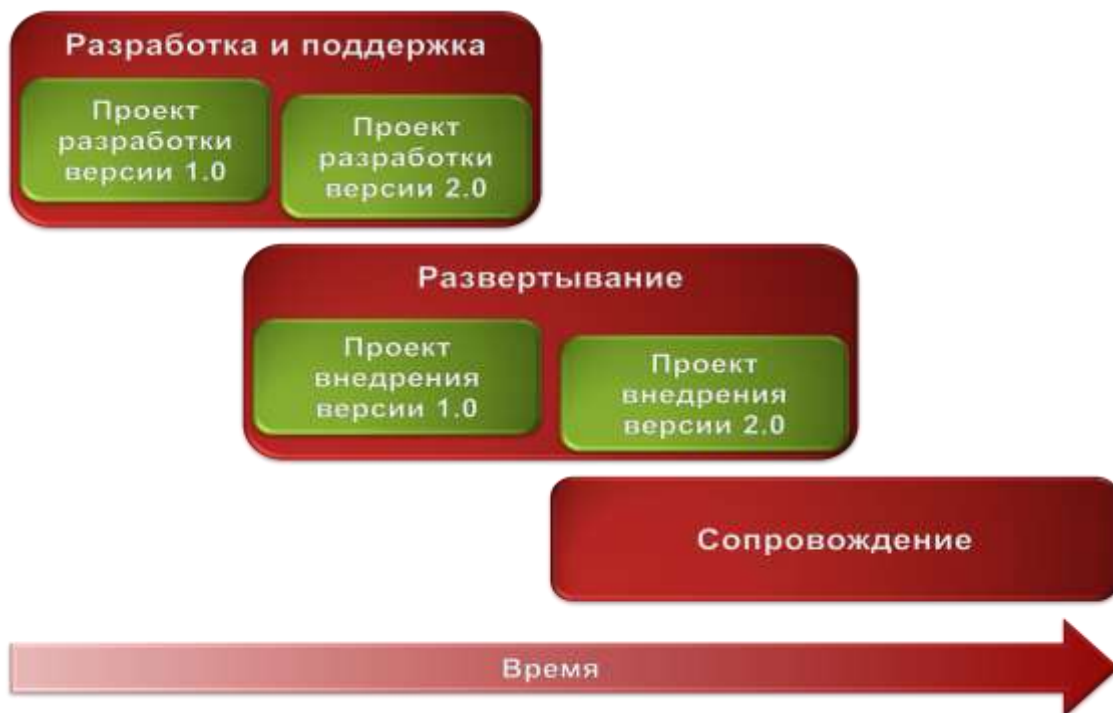 Разработка и поддержка
Проект
разработки
версии 1.0
Проект
разработки
версии 2.0
Развертывание
Проект
внедрения
версии 1.0
Проект
внедрения
версии 2.0
Сопровождение
Время